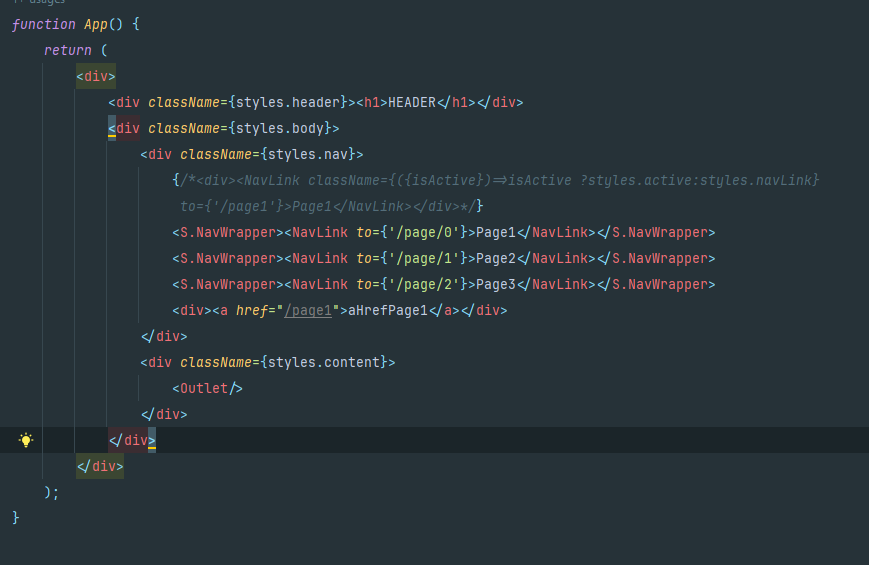 usages
function App() {
return (
<div>
<div className={styles.header}><h1>HEADER</h1></div>
<div className={styles.body}>
<div className={styles.nav}>
{/*<div><NavLink className={({isActive})=>isActive ?styles.active:styles.navLink}
to={'/page1'}>Page1</NavLink></div>*/}
<S.NavWrapper><NavLink to={'/page/0'}>Page1</NavLink></S.NavWrapper>
<S.NavWrapper><NavLink to={'/page/1'}>Page2</NavLink></S.NavWrapper>
<S.NavWrapper><NavLink to={'/page/2'}>Page3</NavLink></S.NavWrapper>
<div><a href="/page1">aHrefPage1</a></div>
</div>
<div className={styles.content}>
<Outlet/>
</div>
</div>
</div>
);
}